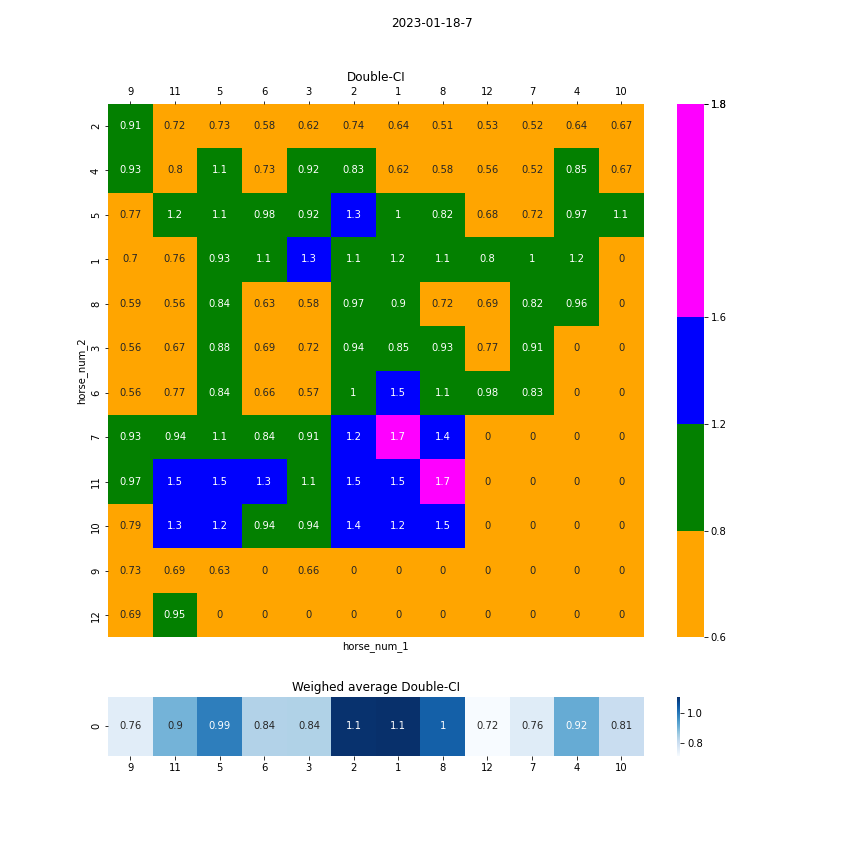 2023-01-18-7
Double-CI
9 11 5 6 3 2 1 8 12 7 4 10
2 0.91 0.72 0.73 0.58 0.62 0.74 0.64 0.51 0.53 0.52 0.64 0.67
4 0.93 0.8 1.1 0.73 0.92 0.83 0.62 0.58 0.56 0.52 0.85 0.67
5 0.77 1.2 1.1 0.98 0.92 1.3 1 0.82 0.68 0.72 0.97 1.1
1 0.7 0.76 0.93 1.1 1.3 1.1 1.2 1.1 0.8 1 1.2 0
8 0.59 0.56 0.84 0.63 0.58 0.97 0.9 0.72 0.69 0.82 0.96 0
3 0.56 0.67 0.88 0.69 0.72 0.94 0.85 0.93 0.77 0.91 0 0
6 0.56 0.77 0.84 0.66 0.57 1 1.5 1.1 0.98 0.83 0 0
7 0.93 0.94 1.1 0.84 0.91 1.2 1.7 1.4 0 0 0 0
11 0.97 1.5 1.5 1.3 1.1 1.5 1.5 1.7 0 0 0 0
10 0.79 1.3 1.2 0.94 0.94 1.4 1.2 1.5 0 0 0 0
9 0.73 0.69 0.63 0 0.66 0 0 0 0 0 0 0
12 0.69 0.95 0 0 0 0 0 0 0 0 0 0
horse_num_2
horse_num_1
1.8
1.6
1.2
0.8
0.6
Weighed average Double-CI
0 0.76 0.9 0.99 0.84 0.84 1.1 1.1 1 0.72 0.76 0.92 0.81
9 11 5 6 3 2 1 8 12 7 4 10
1.0
0.8